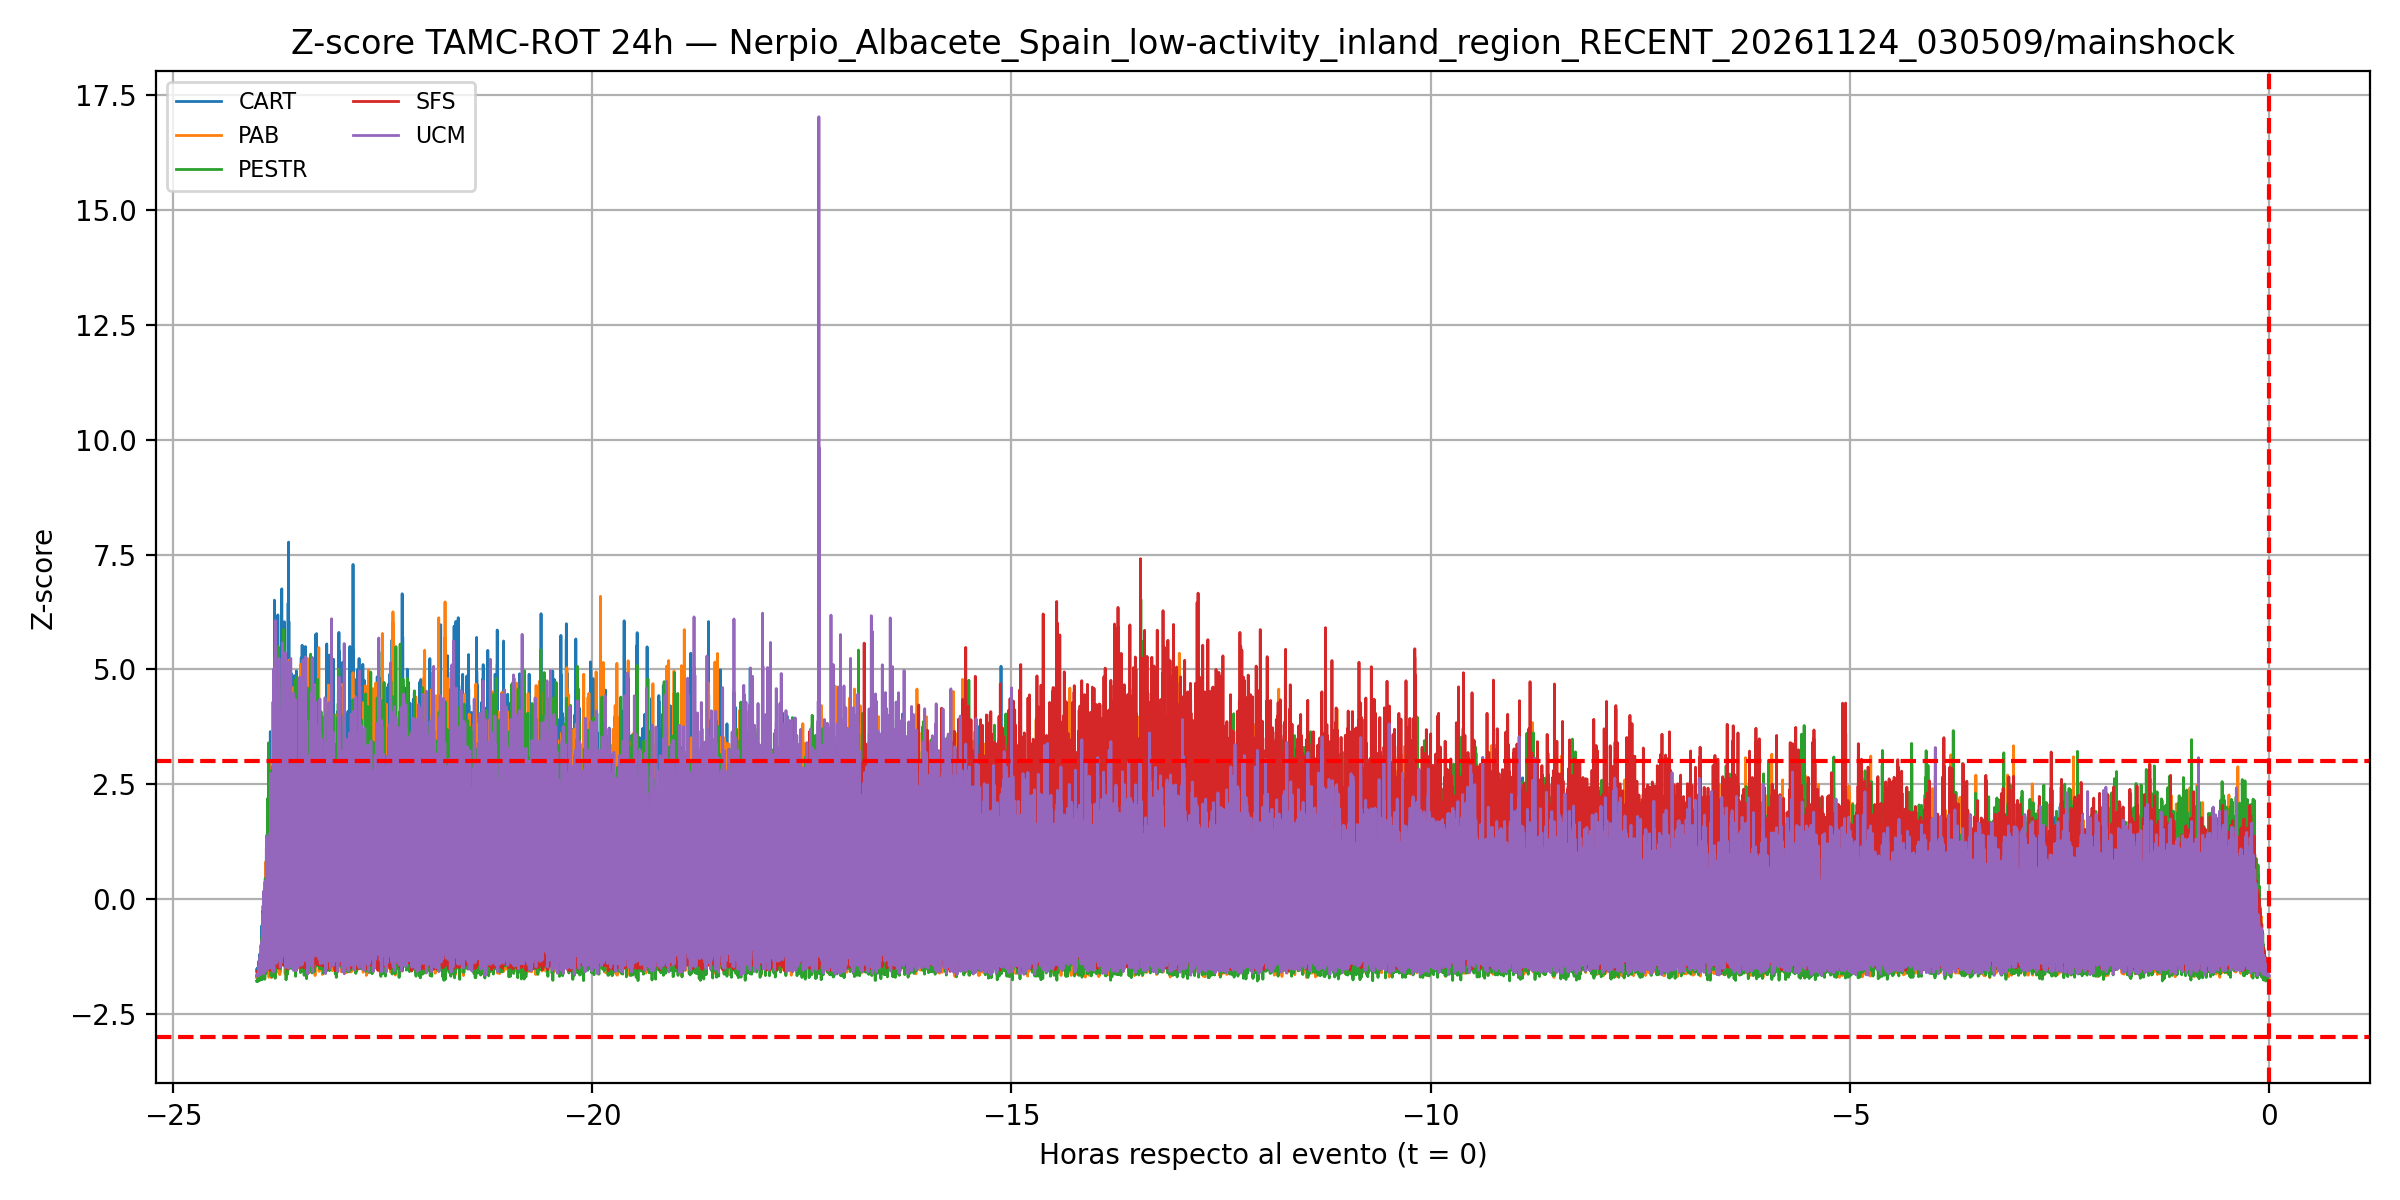 Z-score TAMC-ROT 24h — Nerpio_Albacete_Spain_low-activity_inland_region_RECENT_20261124_030509/mainshock
CART
PAB
PESTR
SFS
UCM
17.5
15.0
12.5
10.0
7.5
5.0
2.5
0.0
−2.5
Z-score
−25
−20
−15
−10
−5
0
Horas respecto al evento (t = 0)